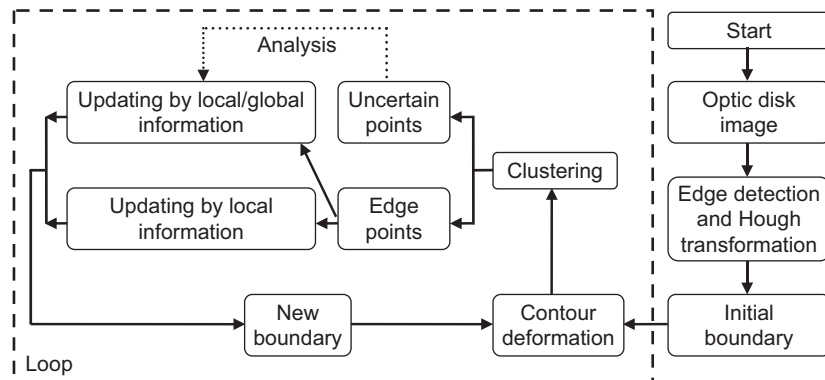 Start
Analysis
Updating by local/global
information
Uncertain
points
Optic disk
image
Clustering
Updating by local
information
Edge
points
Edge detection
and Hough
transformation
New
boundary
Contour
deformation
Initial
boundary
Loop